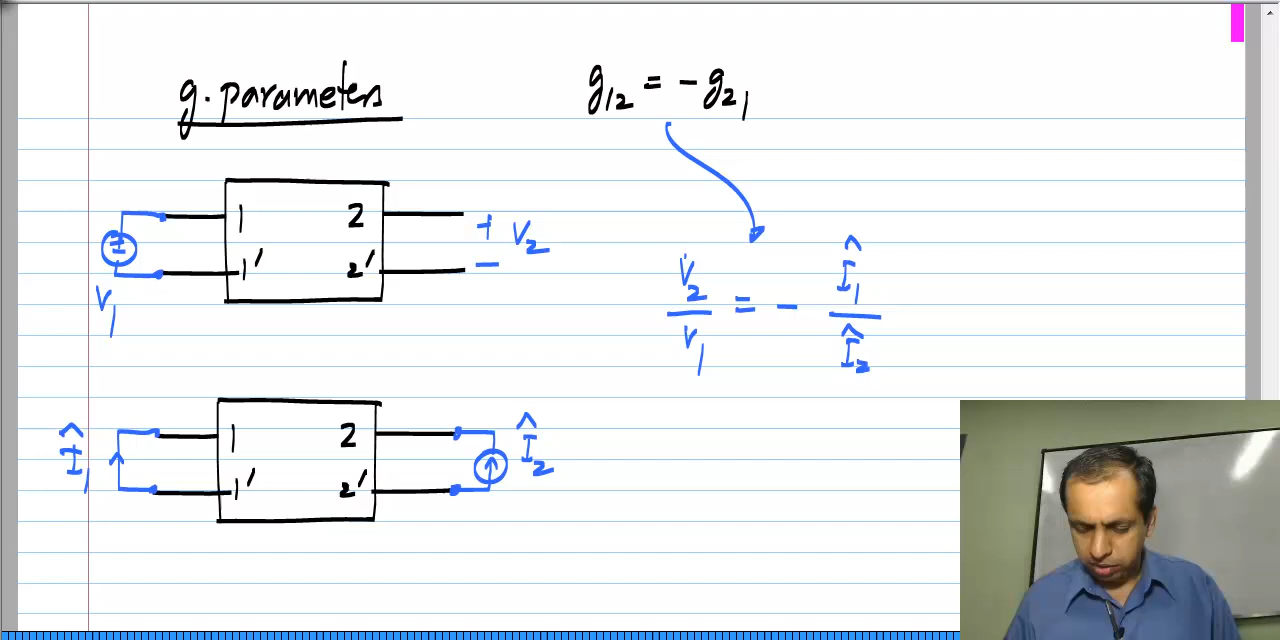 g. parameters
g₁₂ = - g₂₁
1 2
1' 2'
V₁
+ V₂ -
V₂/V₁ = - Î₁/Î₂
1 2
1' 2'
Î₁
Î₂